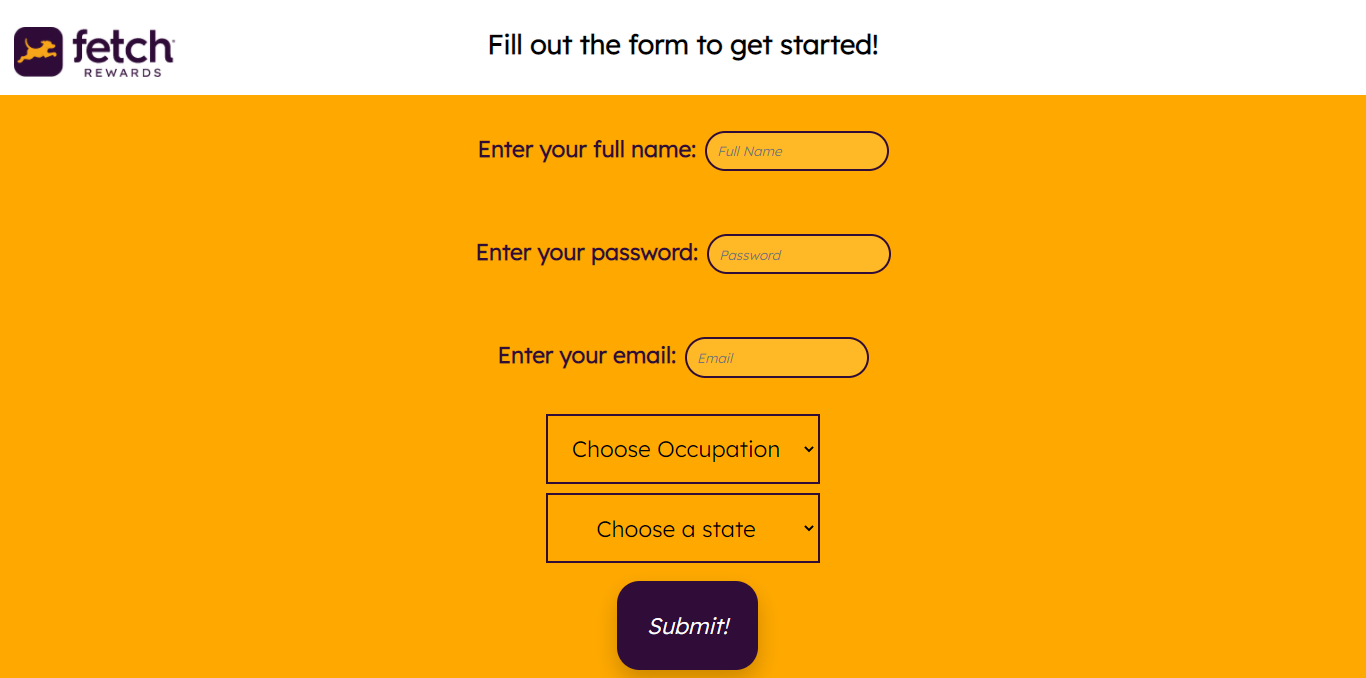 fetch
REWARDS
Fill out the form to get started!
Enter your full name: Full Name
Enter your password: Password
Enter your email: Email
Choose Occupation
Choose a state
Submit!